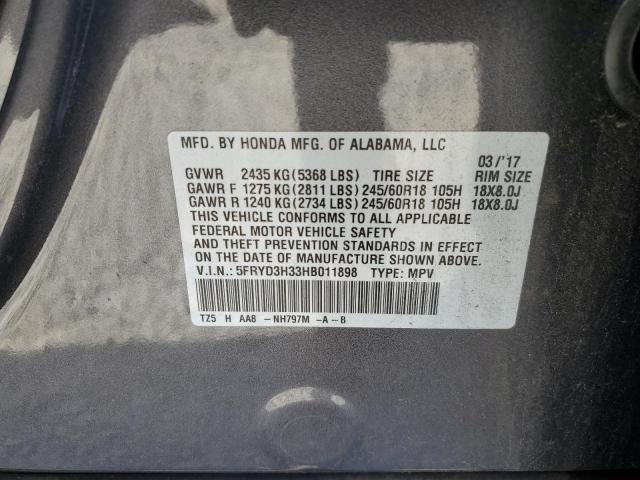 MFD. BY HONDA MFG. OF ALABAMA, LLC
03/'17
GVWR 2435 KG(5368 LBS) TIRE SIZE RIM SIZE
GAWR F 1275 KG(2811 LBS) 245/60R18 105H 18X8.0J
GAWR R 1240 KG(2734 LBS) 245/60R18 105H 18X8.0J
THIS VEHICLE CONFORMS TO ALL APPLICABLE
FEDERAL MOTOR VEHICLE SAFETY
AND THEFT PREVENTION STANDARDS IN EFFECT
ON THE DATE OF MANUFACTURE SHOWN ABOVE.
V.I.N.: 5FRYD3H33HB011898 TYPE: MPV
TZ5 H AA8 -NH797M -A-B